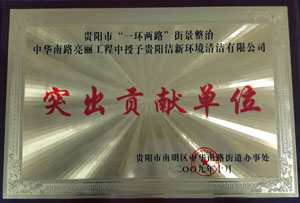 贵阳市“一环两路”街景整治
中华南路亮丽工程中授予贵阳洁新环境清洁有限公司
突出贡献单位
贵阳市南明区中华南路街道办事处
二〇〇九年十月